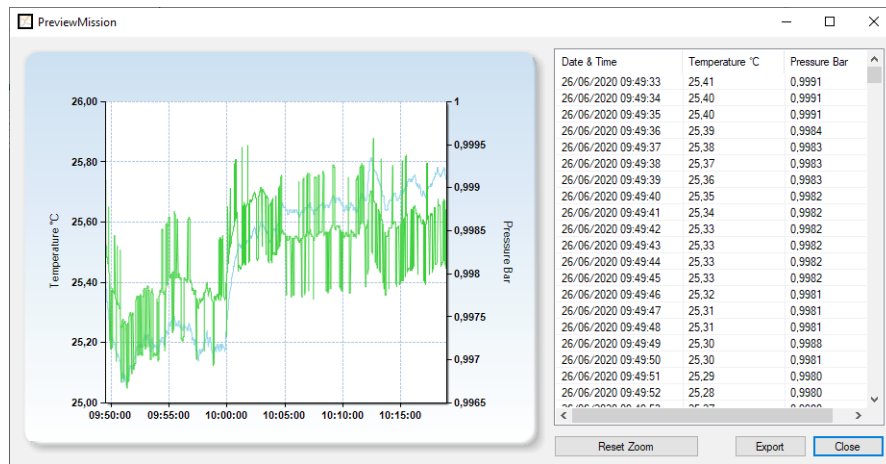 PreviewMission
26,00
25,80
25,60
25,40
25,20
25,00
Temperature °C
09:50:00 09:55:00 10:00:00 10:05:00 10:10:00 10:15:00
1
0,9995
0,999
0,9985
0,998
0,9975
0,997
0,9965
Pressure Bar
Date & Time Temperature °C Pressure Bar
26/06/2020 09:49:33 25,41 0,9991
26/06/2020 09:49:34 25,40 0,9991
26/06/2020 09:49:35 25,40 0,9991
26/06/2020 09:49:36 25,39 0,9984
26/06/2020 09:49:37 25,38 0,9983
26/06/2020 09:49:38 25,37 0,9983
26/06/2020 09:49:39 25,36 0,9983
26/06/2020 09:49:40 25,35 0,9982
26/06/2020 09:49:41 25,34 0,9982
26/06/2020 09:49:42 25,33 0,9982
26/06/2020 09:49:43 25,33 0,9982
26/06/2020 09:49:44 25,33 0,9982
26/06/2020 09:49:45 25,33 0,9982
26/06/2020 09:49:46 25,32 0,9981
26/06/2020 09:49:47 25,31 0,9981
26/06/2020 09:49:48 25,31 0,9981
26/06/2020 09:49:49 25,30 0,9988
26/06/2020 09:49:50 25,30 0,9981
26/06/2020 09:49:51 25,29 0,9980
26/06/2020 09:49:52 25,28 0,9980
Reset Zoom Export Close